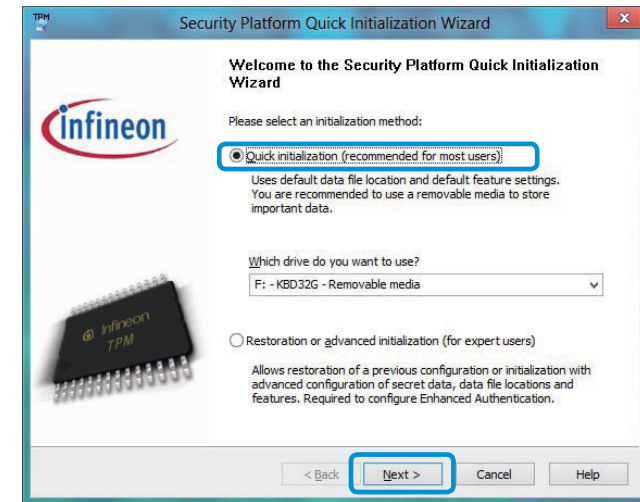 TPM
Security Platform Quick Initialization Wizard
x
Welcome to the Security Platform Quick Initialization
Wizard
infineon
Please select an initialization method:
Quick initialization (recommended for most users)
Uses default data file location and default feature settings.
You are recommended to use a removable media to store
important data.
Which drive do you want to use?
F: - KBD32G - Removable media
Infineon
TPM
Restoration or advanced initialization (for expert users)
Allows restoration of a previous configuration or initialization with
advanced configuration of secret data, data file locations and
features. Required to configure Enhanced Authentication.
< Back Next > Cancel Help